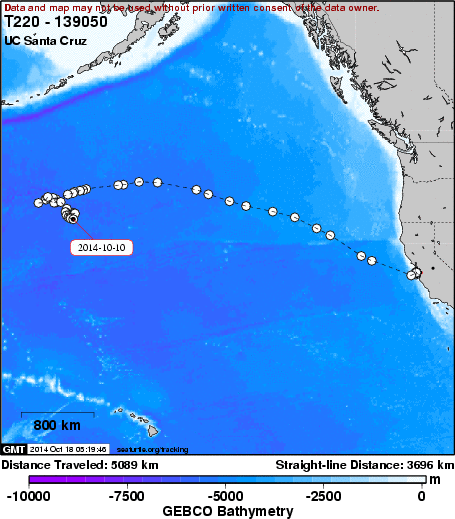 Data and map may not be used without prior written consent of the data owner.
T220 - 139050
UC Santa Cruz
2014-10-10
800 km
GMT 2014 Oct 18 05:19:46 seaturtle.org/tracking
Distance Traveled: 5089 km Straight-line Distance: 3696 km
m
-10000 -7500 -5000 -2500 0
GEBCO Bathymetry